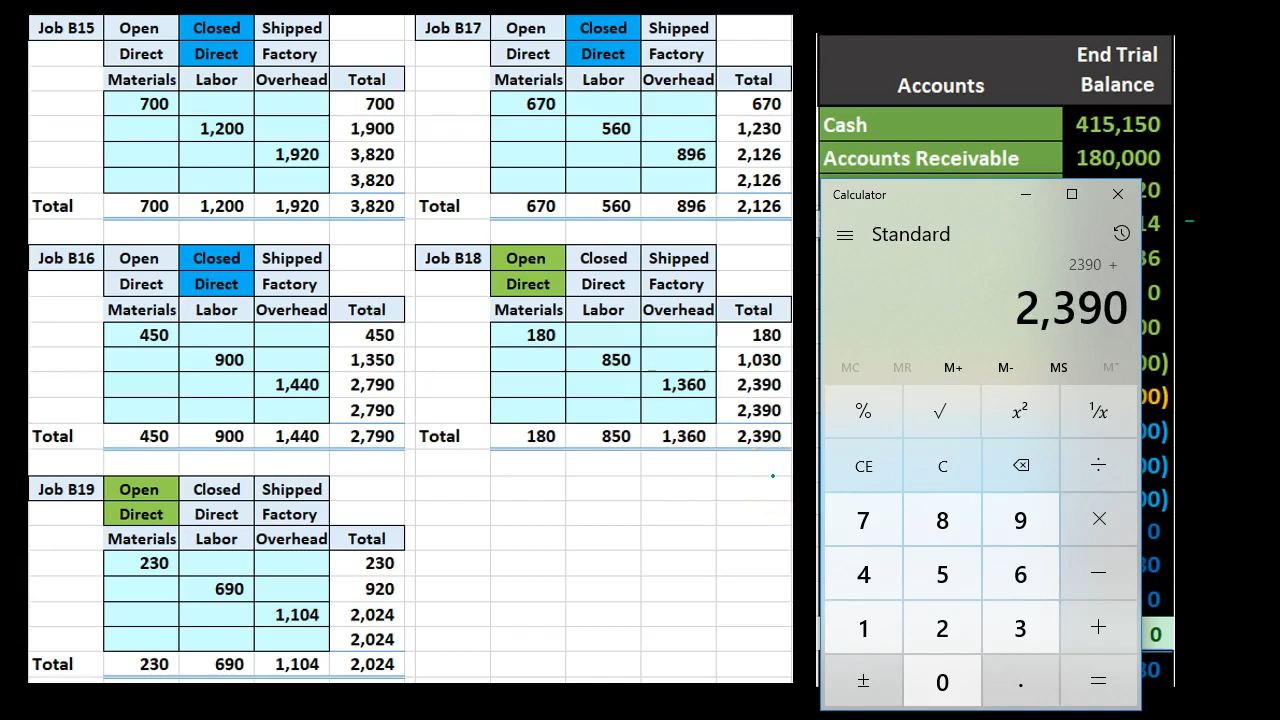 Job B15 Open Closed Shipped
Direct Direct Factory
Materials Labor Overhead Total
700 700
1,200 1,900
1,920 3,820
3,820
Total 700 1,200 1,920 3,820
Job B17 Open Closed Shipped
Direct Direct Factory
Materials Labor Overhead Total
670 670
560 1,230
896 2,126
2,126
Total 670 560 896 2,126
Job B16 Open Closed Shipped
Direct Direct Factory
Materials Labor Overhead Total
450 450
900 1,350
1,440 2,790
2,790
Total 450 900 1,440 2,790
Job B18 Open Closed Shipped
Direct Direct Factory
Materials Labor Overhead Total
180 180
850 1,030
1,360 2,390
2,390
Total 180 850 1,360 2,390
Job B19 Open Closed Shipped
Direct Direct Factory
Materials Labor Overhead Total
230 230
690 920
1,104 2,024
2,024
Total 230 690 1,104 2,024
End Trial
Accounts Balance
Cash 415,150
Accounts Receivable 180,000
Calculator
Standard
2390 +
2,390
MC MR M+ M- MS M˅
% √ x² ¹/x
CE C ⌫ ÷
7 8 9 ×
4 5 6 −
1 2 3 +
± 0 . =